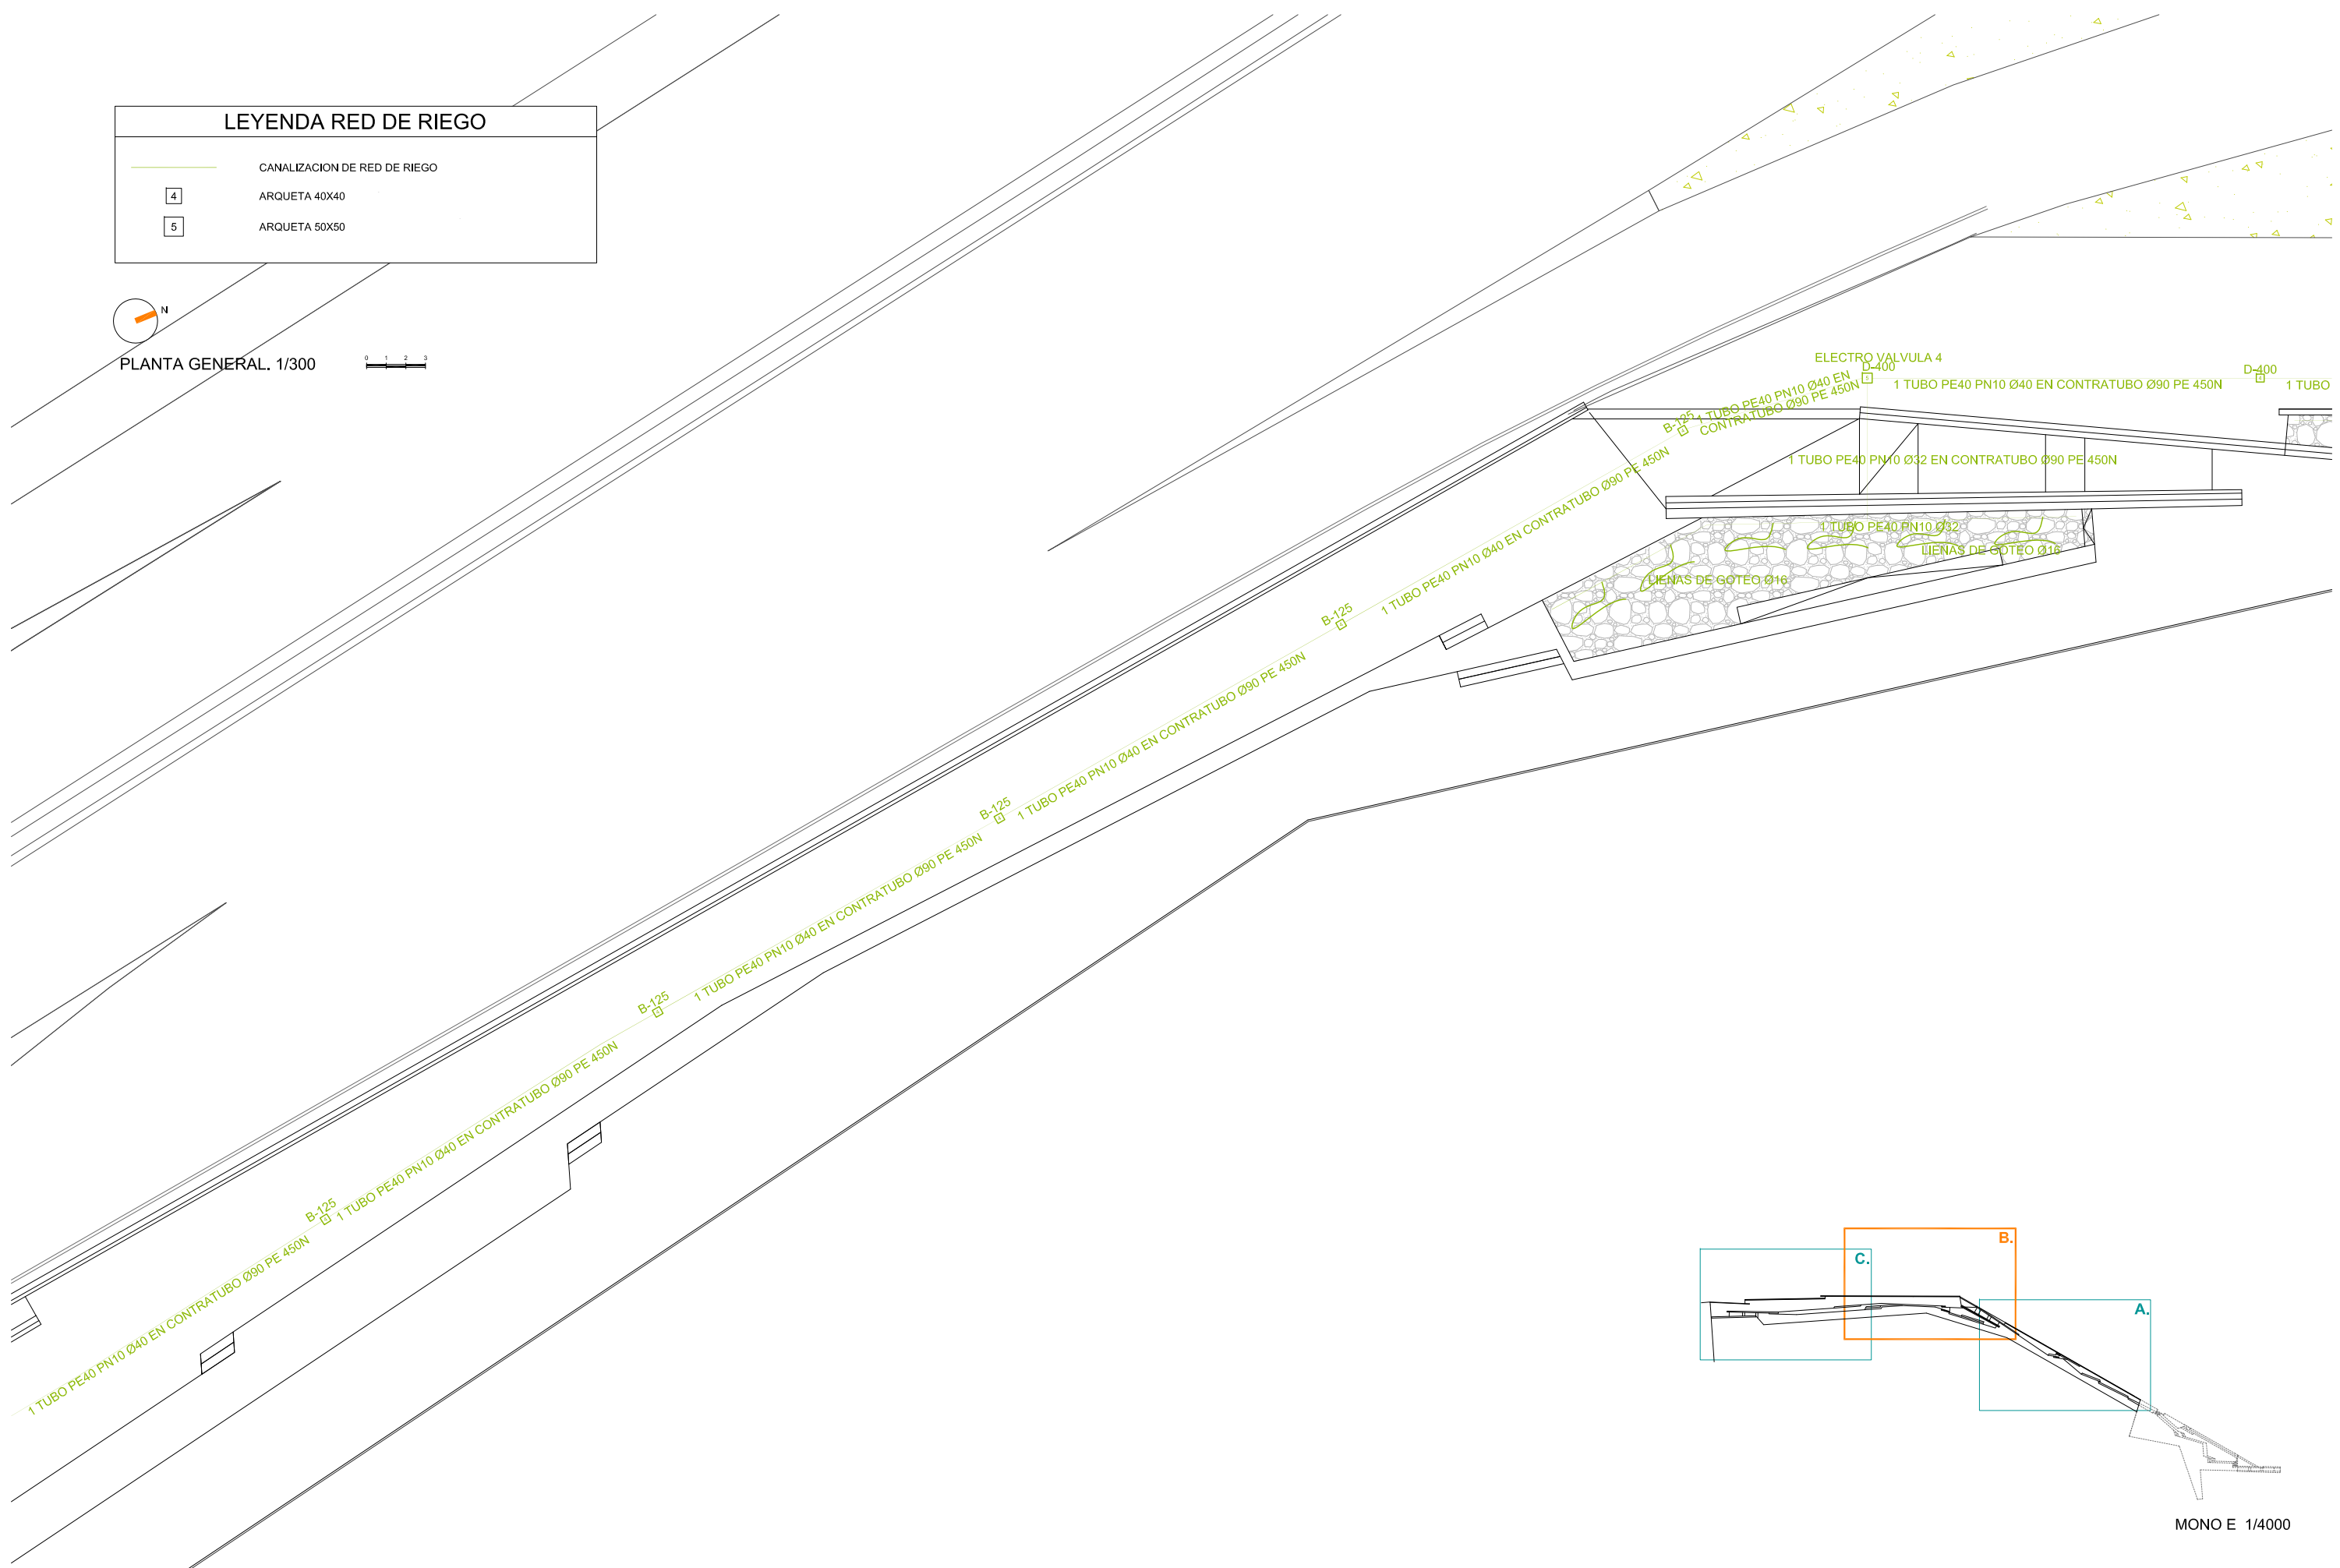 LEYENDA RED DE RIEGO
CANALIZACION DE RED DE RIEGO
4 ARQUETA 40X40
5 ARQUETA 50X50
N
PLANTA GENERAL. 1/300
0 1 2 3
ELECTRO VALVULA 4
D-400
D-400
1 TUBO PE40 PN10 Ø40 EN
CONTRATUBO Ø90 PE 450N
1 TUBO PE40 PN10 Ø40 EN CONTRATUBO Ø90 PE 450N
1 TUBO
B-125
1 TUBO PE40 PN10 Ø32 EN CONTRATUBO Ø90 PE 450N
1 TUBO PE40 PN10 Ø40 EN CONTRATUBO Ø90 PE 450N
1 TUBO PE40 PN10 Ø32
LIENAS DE GOTEO Ø16
LIENAS DE GOTEO Ø16
B-125
1 TUBO PE40 PN10 Ø40 EN CONTRATUBO Ø90 PE 450N
B-125
1 TUBO PE40 PN10 Ø40 EN CONTRATUBO Ø90 PE 450N
B-125
1 TUBO PE40 PN10 Ø40 EN CONTRATUBO Ø90 PE 450N
B-125
1 TUBO PE40 PN10 Ø40 EN CONTRATUBO Ø90 PE 450N
B.
C.
A.
MONO E 1/4000